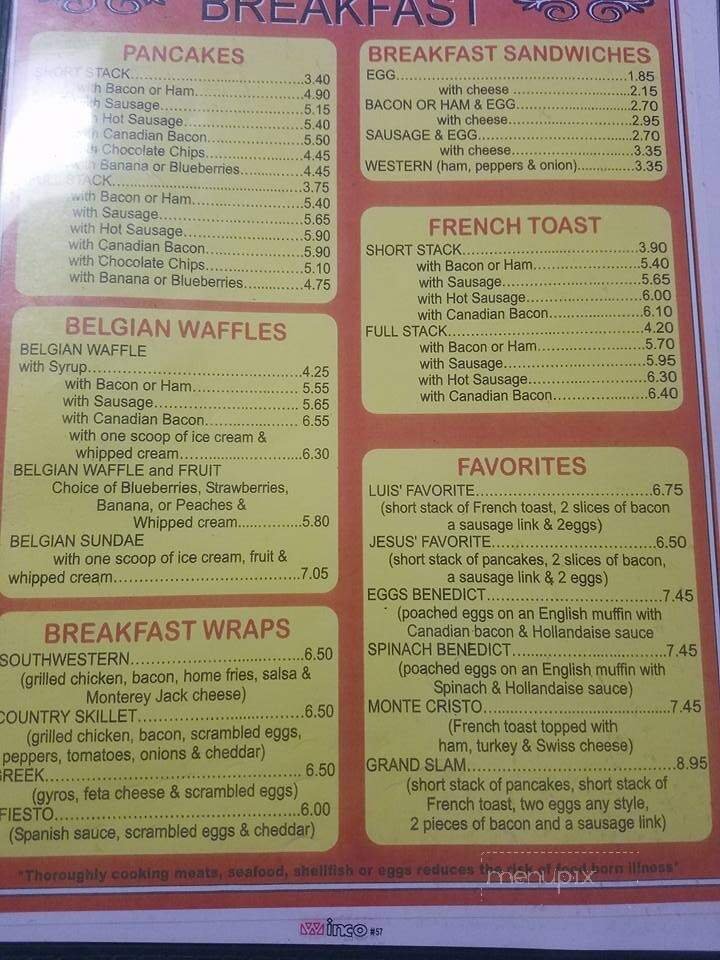 BREAKFAST
PANCAKES
SHORT STACK.....3.40
with Bacon or Ham.....4.90
with Sausage.....5.15
with Hot Sausage.....5.40
with Canadian Bacon.....5.50
with Chocolate Chips.....4.45
with Banana or Blueberries.....4.45
FULL STACK.....3.75
with Bacon or Ham.....5.40
with Sausage.....5.65
with Hot Sausage.....5.90
with Canadian Bacon.....5.90
with Chocolate Chips.....5.10
with Banana or Blueberries.....4.75
BELGIAN WAFFLES
BELGIAN WAFFLE
with Syrup.....4.25
with Bacon or Ham.....5.55
with Sausage.....5.65
with Canadian Bacon.....6.55
with one scoop of ice cream &
whipped cream.....6.30
BELGIAN WAFFLE and FRUIT
Choice of Blueberries, Strawberries,
Banana, or Peaches &
Whipped cream.....5.80
BELGIAN SUNDAE
with one scoop of ice cream, fruit &
whipped cream.....7.05
BREAKFAST WRAPS
SOUTHWESTERN.....6.50
(grilled chicken, bacon, home fries, salsa &
Monterey Jack cheese)
COUNTRY SKILLET.....6.50
(grilled chicken, bacon, scrambled eggs,
peppers, tomatoes, onions & cheddar)
GREEK.....6.50
(gyros, feta cheese & scrambled eggs)
FIESTO.....6.00
(Spanish sauce, scrambled eggs & cheddar)
BREAKFAST SANDWICHES
EGG.....1.85
with cheese.....2.15
BACON OR HAM & EGG.....2.70
with cheese.....2.95
SAUSAGE & EGG.....2.70
with cheese.....3.35
WESTERN (ham, peppers & onion).....3.35
FRENCH TOAST
SHORT STACK.....3.90
with Bacon or Ham.....5.40
with Sausage.....5.65
with Hot Sausage.....6.00
with Canadian Bacon.....6.10
FULL STACK.....4.20
with Bacon or Ham.....5.70
with Sausage.....5.95
with Hot Sausage.....6.30
with Canadian Bacon.....6.40
FAVORITES
LUIS' FAVORITE.....6.75
(short stack of French toast, 2 slices of bacon
a sausage link & 2eggs)
JESUS' FAVORITE.....6.50
(short stack of pancakes, 2 slices of bacon,
a sausage link & 2 eggs)
EGGS BENEDICT.....7.45
(poached eggs on an English muffin with
Canadian bacon & Hollandaise sauce
SPINACH BENEDICT.....7.45
(poached eggs on an English muffin with
Spinach & Hollandaise sauce)
MONTE CRISTO.....7.45
(French toast topped with
ham, turkey & Swiss cheese)
GRAND SLAM.....8.95
(short stack of pancakes, short stack of
French toast, two eggs any style,
2 pieces of bacon and a sausage link)
*Thoroughly cooking meats, seafood, shellfish or eggs reduces the risk of food born illness*
menupix
Winco #57